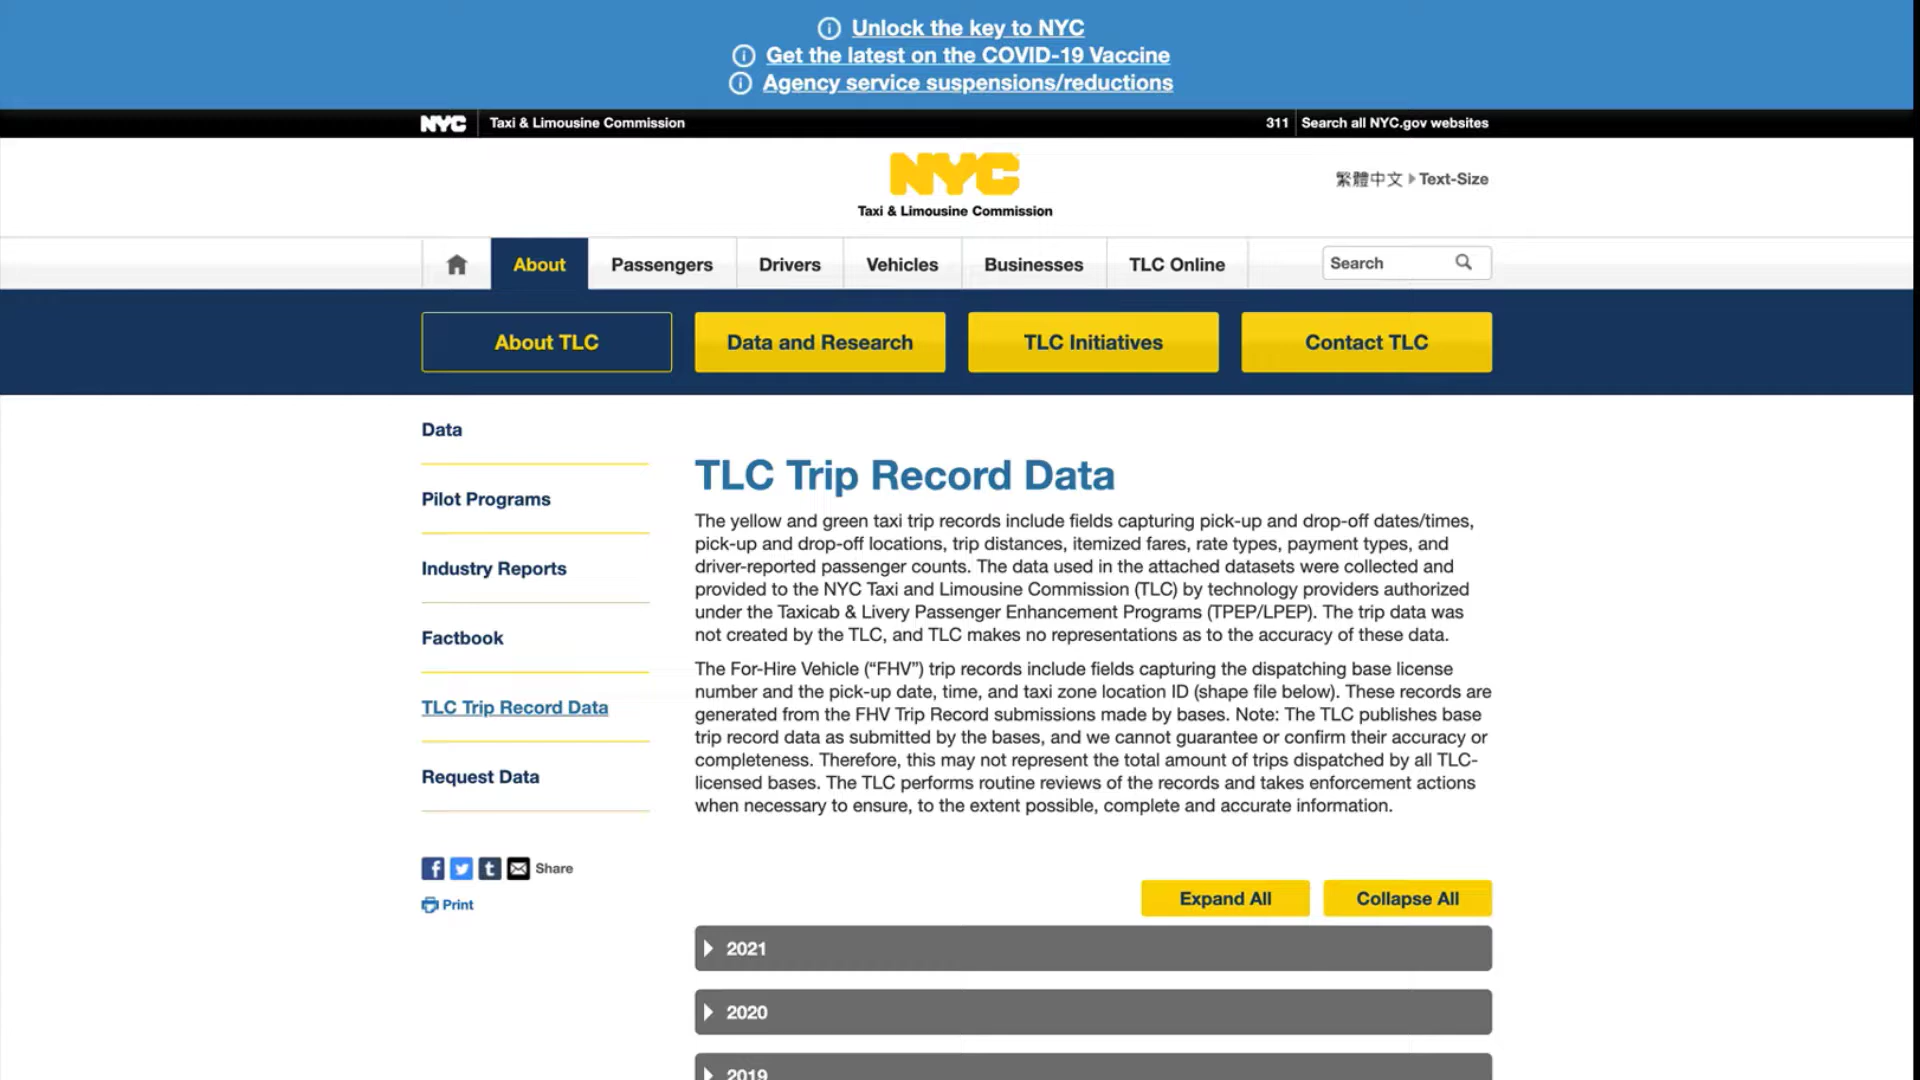 Unlock the key to NYC
Get the latest on the COVID-19 Vaccine
Agency service suspensions/reductions
NYC Taxi & Limousine Commission 311 Search all NYC.gov websites
NYC
Taxi & Limousine Commission
繁體中文 Text-Size
About Passengers Drivers Vehicles Businesses TLC Online Search
About TLC Data and Research TLC Initiatives Contact TLC
Data
Pilot Programs
Industry Reports
Factbook
TLC Trip Record Data
Request Data
Share
Print
TLC Trip Record Data
The yellow and green taxi trip records include fields capturing pick-up and drop-off dates/times,
pick-up and drop-off locations, trip distances, itemized fares, rate types, payment types, and
driver-reported passenger counts. The data used in the attached datasets were collected and
provided to the NYC Taxi and Limousine Commission (TLC) by technology providers authorized
under the Taxicab & Livery Passenger Enhancement Programs (TPEP/LPEP). The trip data was
not created by the TLC, and TLC makes no representations as to the accuracy of these data.
The For-Hire Vehicle (“FHV”) trip records include fields capturing the dispatching base license
number and the pick-up date, time, and taxi zone location ID (shape file below). These records are
generated from the FHV Trip Record submissions made by bases. Note: The TLC publishes base
trip record data as submitted by the bases, and we cannot guarantee or confirm their accuracy or
completeness. Therefore, this may not represent the total amount of trips dispatched by all TLC-
licensed bases. The TLC performs routine reviews of the records and takes enforcement actions
when necessary to ensure, to the extent possible, complete and accurate information.
Expand All Collapse All
2021
2020
2019